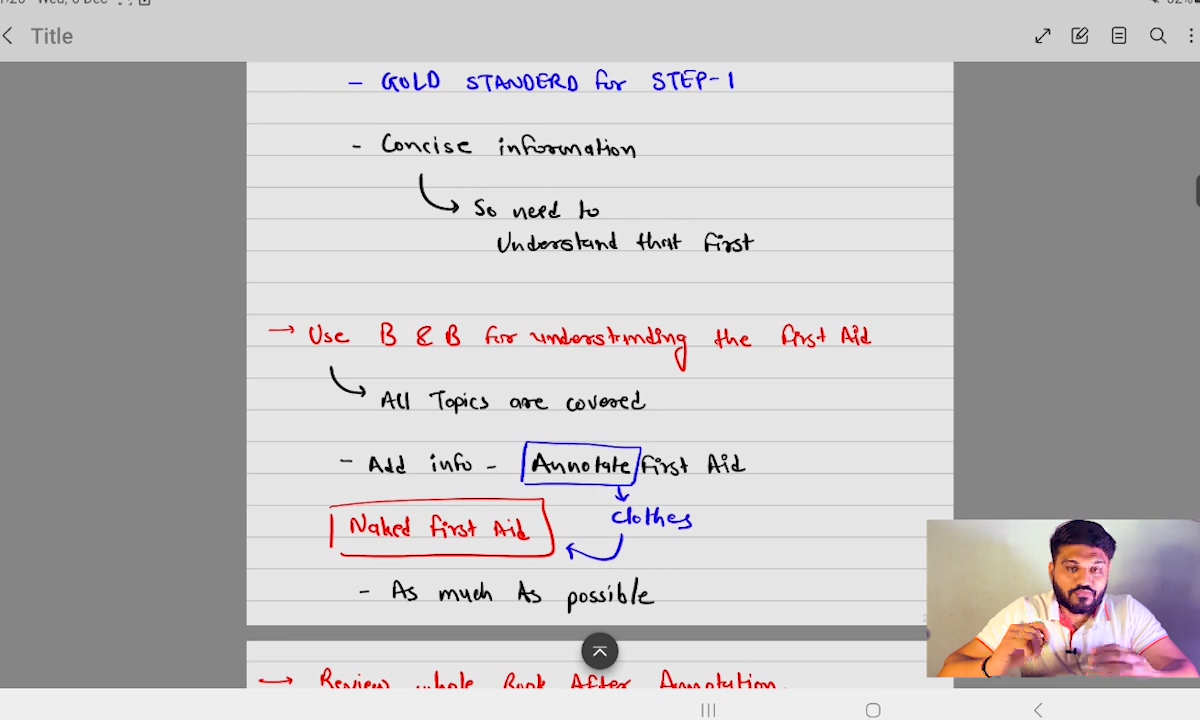 Title
- GOLD STANDERD for STEP-1
- Concise information
So need to
Understand that first
→ Use B & B for understanding the first Aid
All Topics are covered
- Add info - Annotate first Aid
clothes
Naked first Aid
- As much As possible
→ Review whole Book After Annotation.